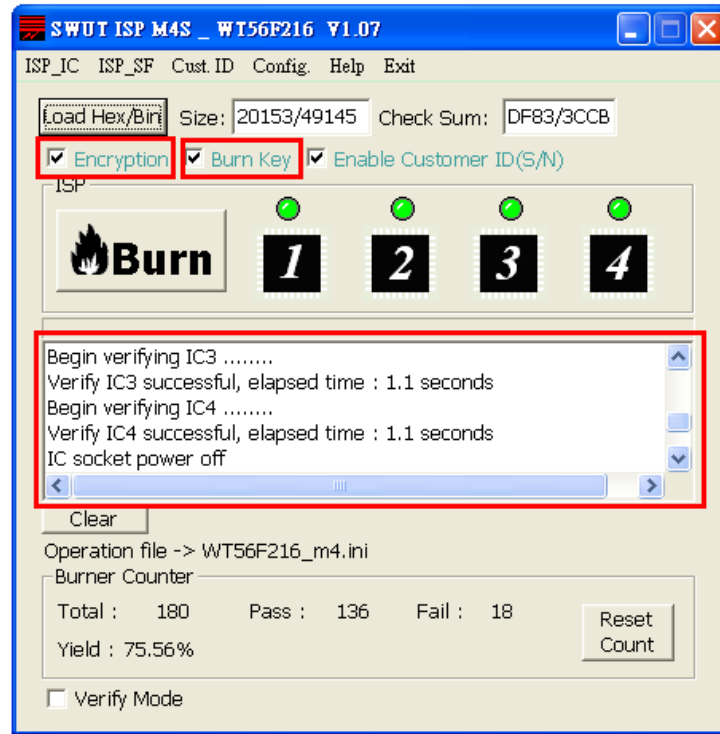 SWUT ISP M4S _ WT56F216 V1.07
ISP_IC ISP_SF Cust. ID Config. Help Exit
Load Hex/Bin Size: 20153/49145 Check Sum: DF83/3CCB
Encryption Burn Key Enable Customer ID(S/N)
ISP
Burn 1 2 3 4
Begin verifying IC3 ........
Verify IC3 successful, elapsed time : 1.1 seconds
Begin verifying IC4 ........
Verify IC4 successful, elapsed time : 1.1 seconds
IC socket power off
Clear
Operation file -> WT56F216_m4.ini
Burner Counter
Total : 180 Pass : 136 Fail : 18
Reset Count
Yield : 75.56%
Verify Mode